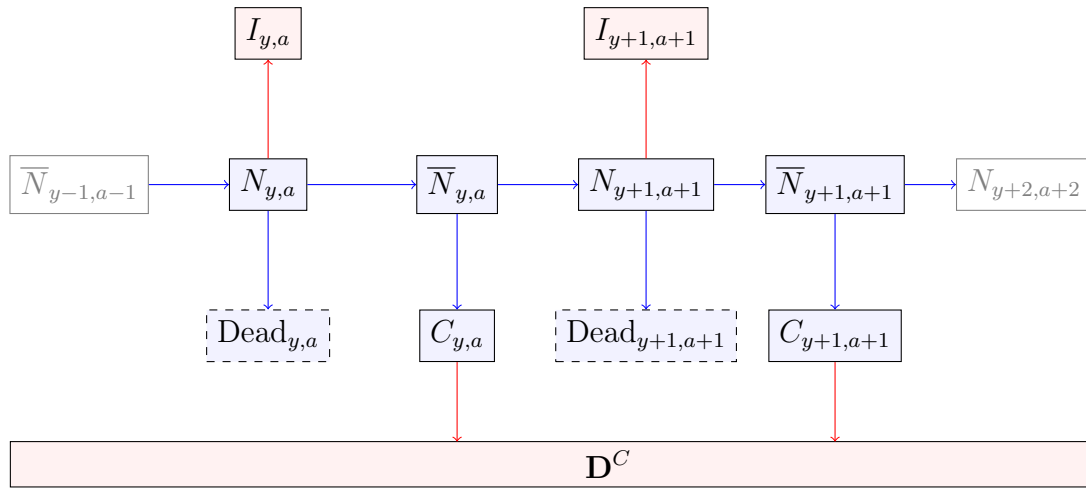 I_{y,a} I_{y+1,a+1}
\overline{N}_{y−1,a−1} N_{y,a} \overline{N}_{y,a} N_{y+1,a+1} \overline{N}_{y+1,a+1} N_{y+2,a+2}
Dead_{y,a} C_{y,a} Dead_{y+1,a+1} C_{y+1,a+1}
D^C